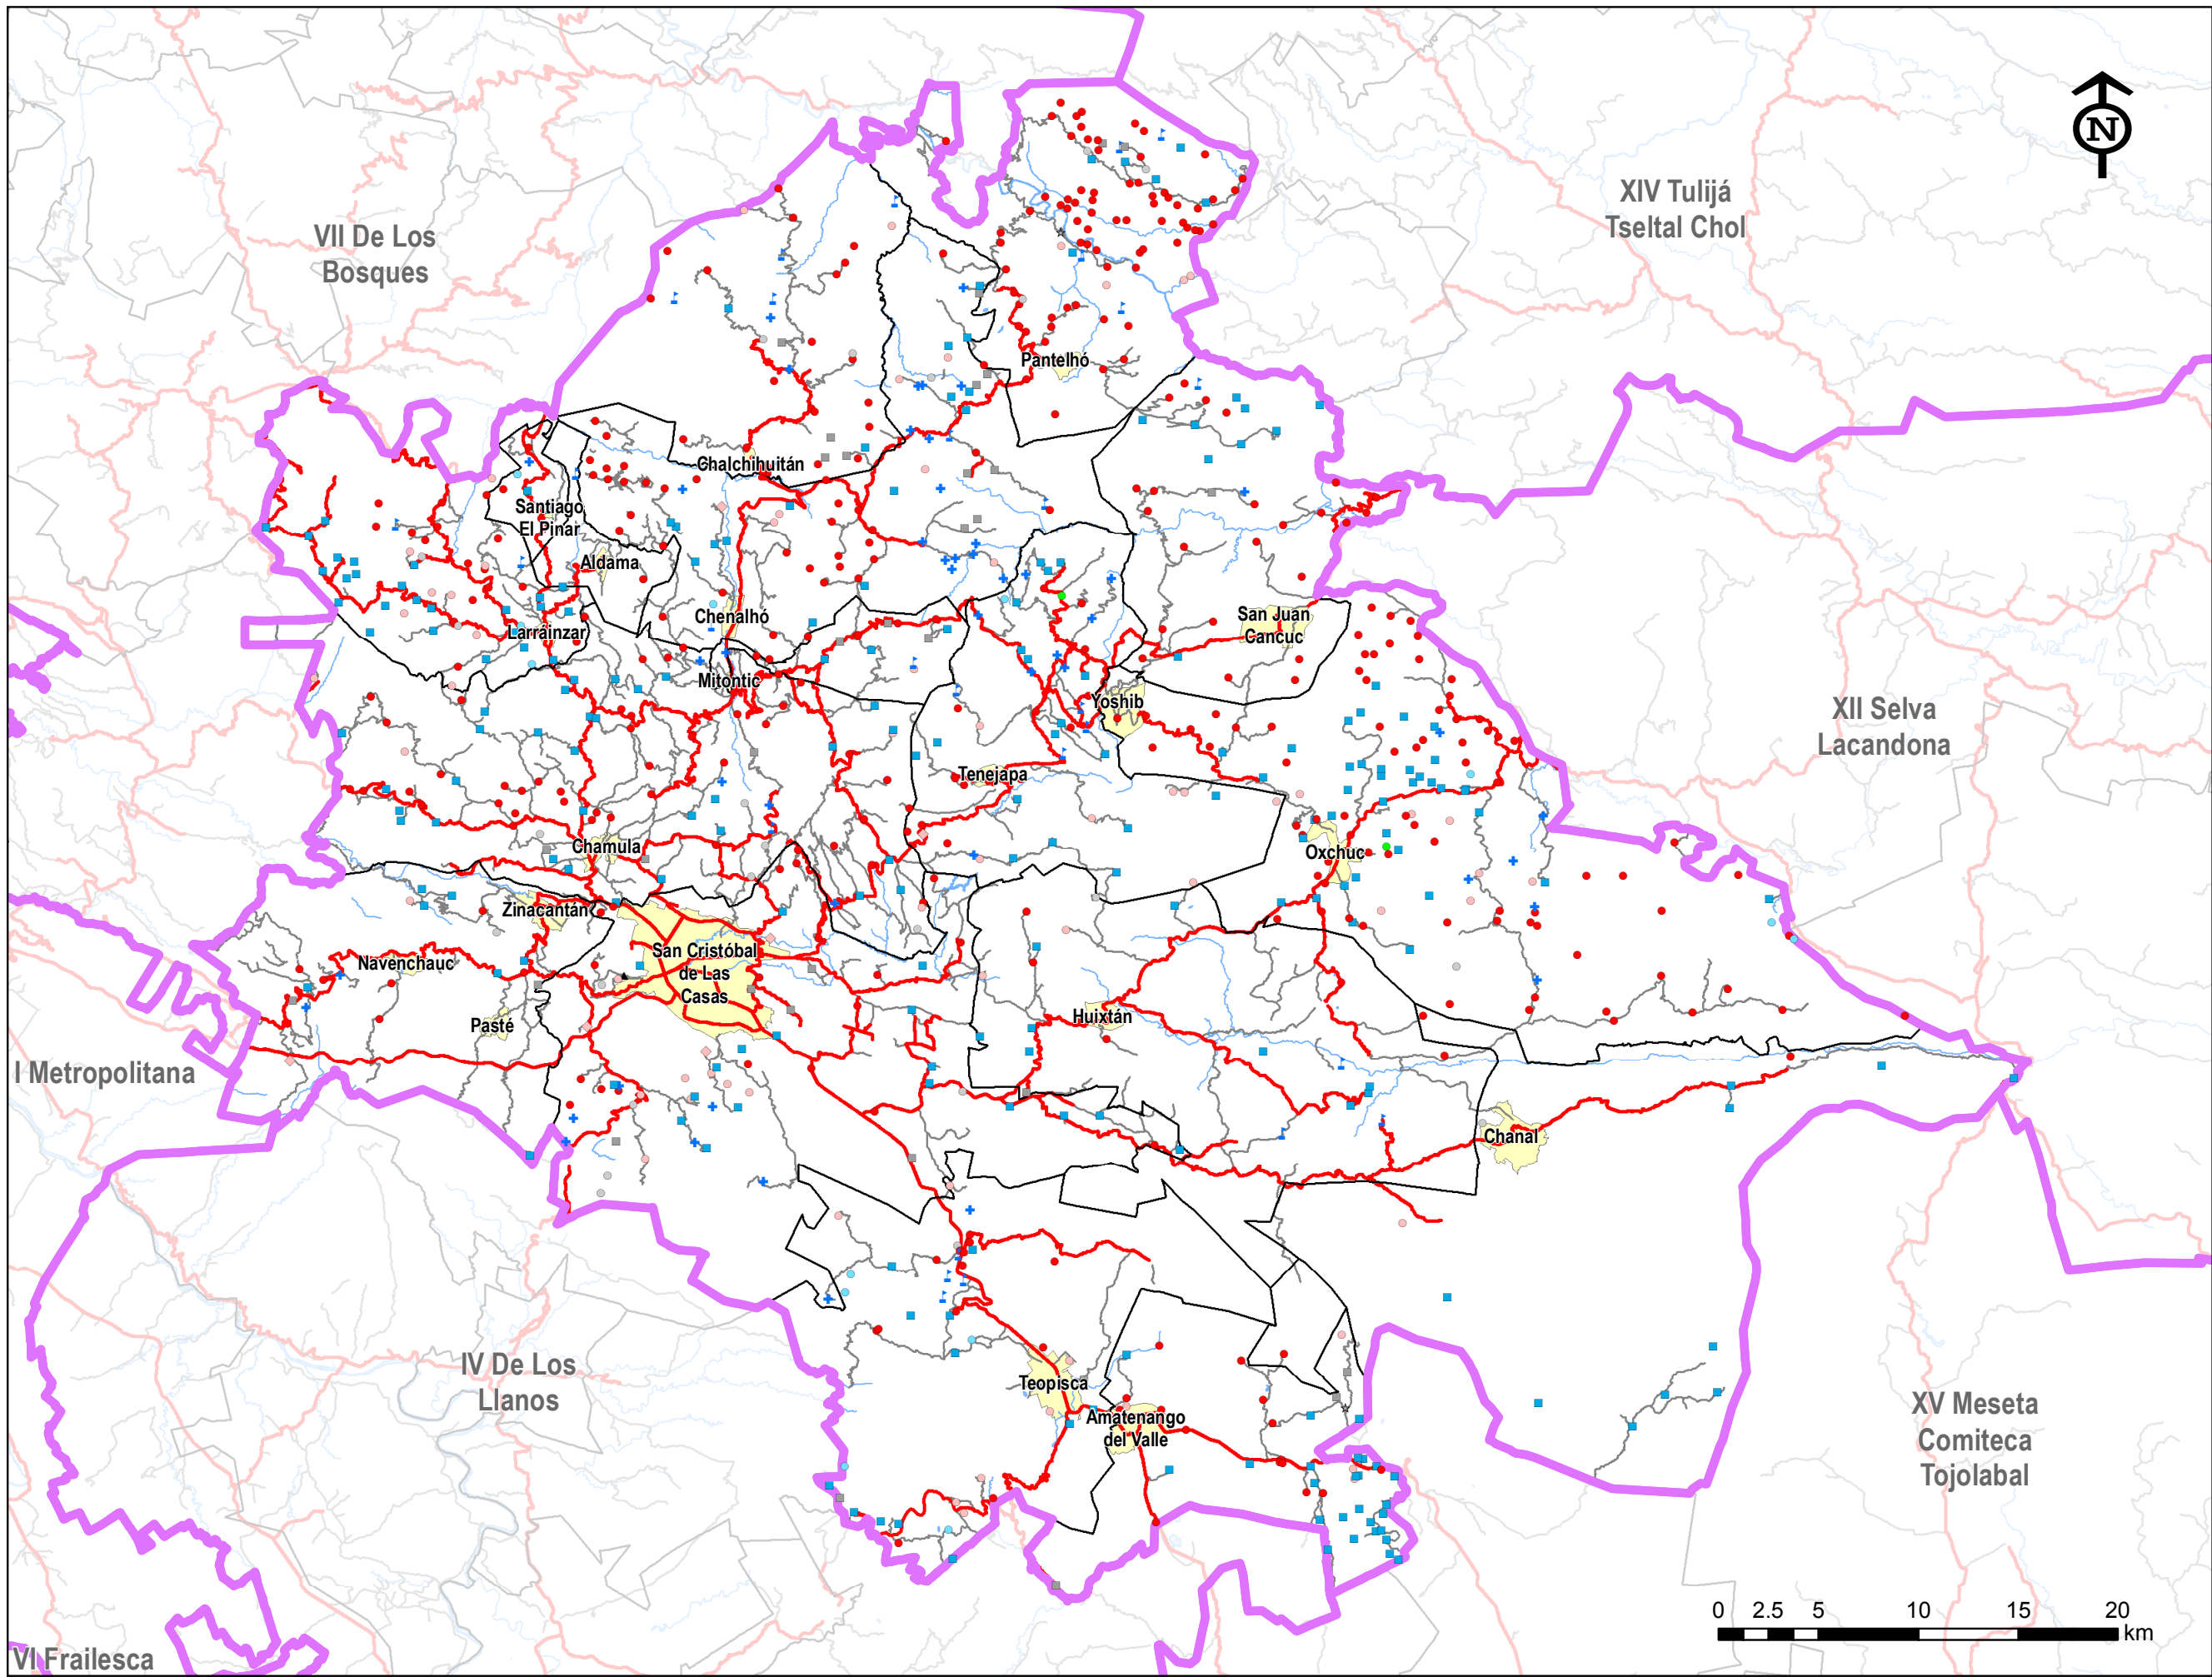 N
XIV Tulijá
Tseltal Chol
VII De Los
Bosques
Pantelhó
Chalchihuitán
Santiago
El Pinar
Aldama
Chenalhó
San Juan
Cancuc
Larráinzar
Mitontic
Yoshib
XII Selva
Lacandona
Tenejapa
Chamula
Oxchuc
Zinacantán
San Cristóbal
de Las
Casas
Navenchauc
Pasté
Huixtán
I Metropolitana
Chanal
IV De Los
Llanos
Teopisca
Amatenango
del Valle
XV Meseta
Comiteca
Tojolabal
0 2.5 5 10 15 20
km
VI Frailesca